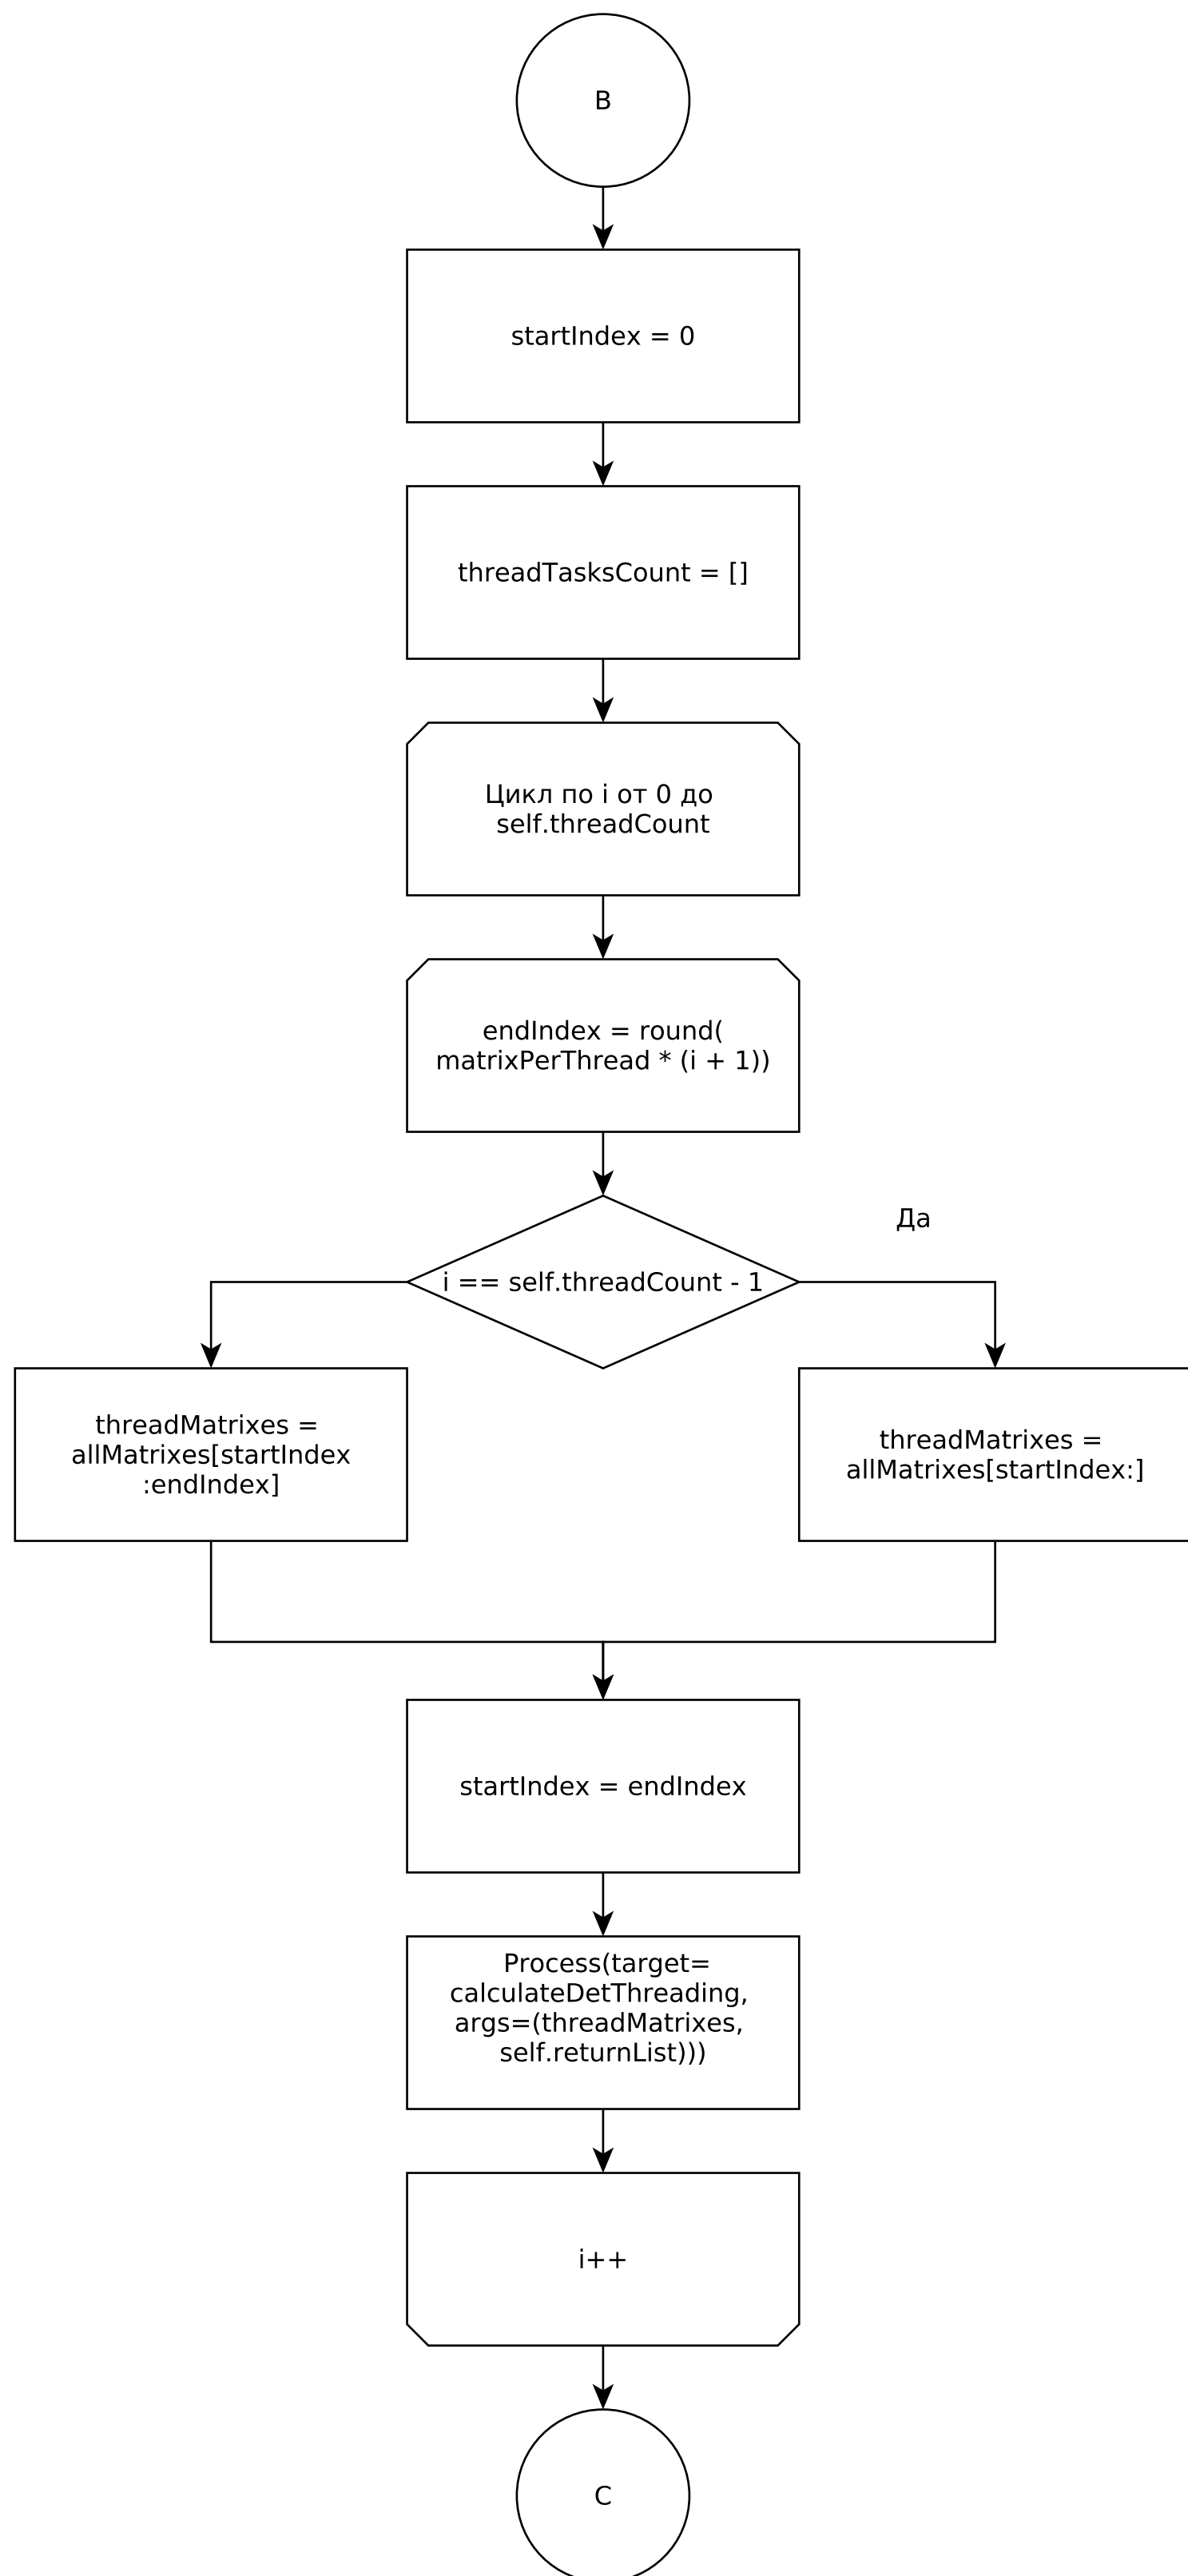 B
startIndex = 0
threadTasksCount = []
Цикл по i от 0 до
self.threadCount
endIndex = round(
matrixPerThread * (i + 1))
Да
i == self.threadCount - 1
threadMatrixes =
allMatrixes[startIndex
:endIndex]
threadMatrixes =
allMatrixes[startIndex:]
startIndex = endIndex
Process(target=
calculateDetThreading,
args=(threadMatrixes,
self.returnList)))
i++
C